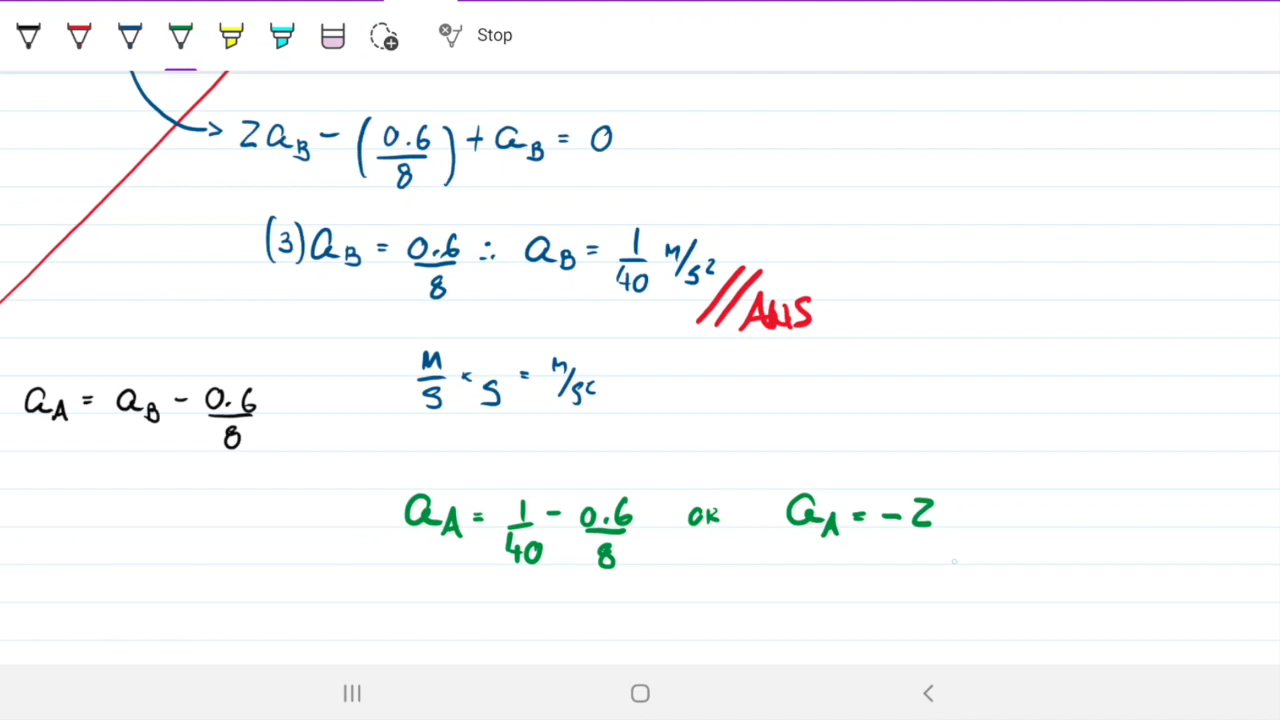 Stop
2a_B - (0.6/8) + a_B = 0
(3)a_B = 0.6/8 ∴ a_B = 1/40 M/S²
//ANS
M/S × S = M/S²
a_A = a_B - 0.6/8
a_A = 1/40 - 0.6/8 OR a_A = -2